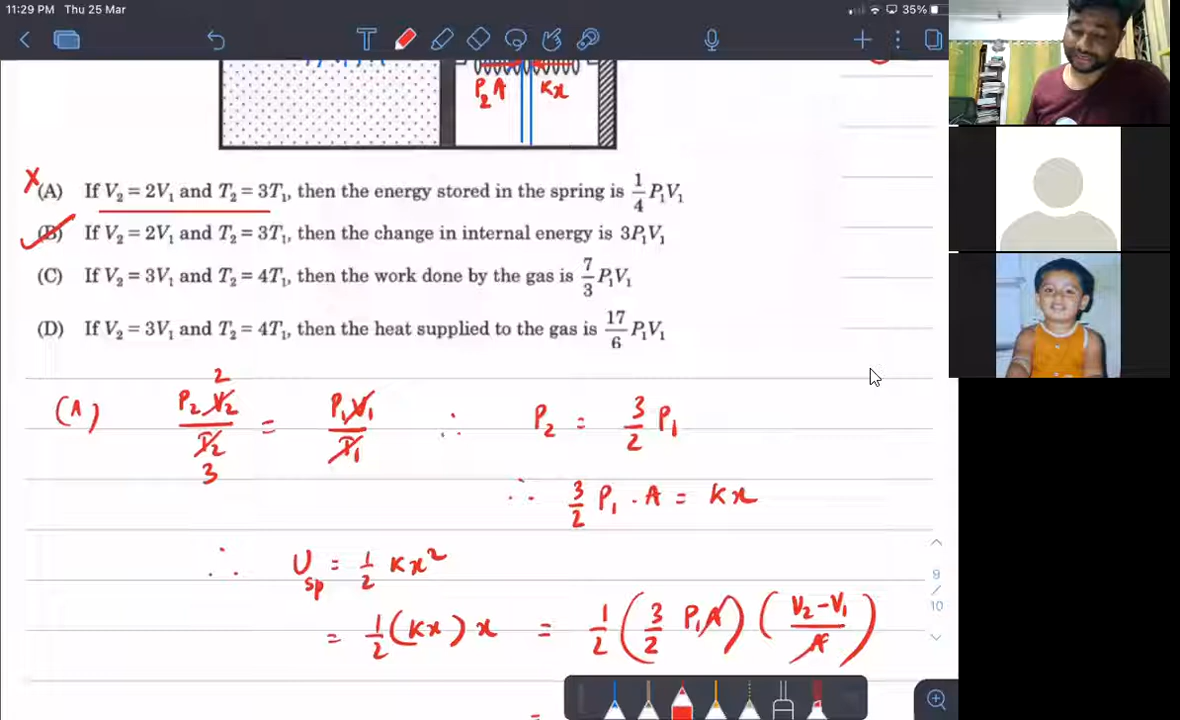 11:29 PM Thu 25 Mar 35%
P₂A Kx
X (A) If V₂ = 2V₁ and T₂ = 3T₁, then the energy stored in the spring is 1/4 P₁V₁
(B) If V₂ = 2V₁ and T₂ = 3T₁, then the change in internal energy is 3P₁V₁
(C) If V₂ = 3V₁ and T₂ = 4T₁, then the work done by the gas is 7/3 P₁V₁
(D) If V₂ = 3V₁ and T₂ = 4T₁, then the heat supplied to the gas is 17/6 P₁V₁
(A) P₂V₂ 2 / T₂ 3 = P₁V₁ / T₁ ∴ P₂ = 3/2 P₁
∴ 3/2 P₁ . A = Kx
∴ U sp = 1/2 Kx²
= 1/2 (Kx) x = 1/2 (3/2 P₁A) (V₂-V₁ / A)
=
9
/
10